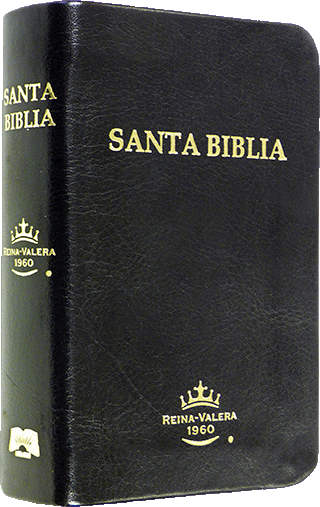 SANTA
BIBLIA
REINA-VALERA
1960
SANTA BIBLIA
REINA-VALERA
1960